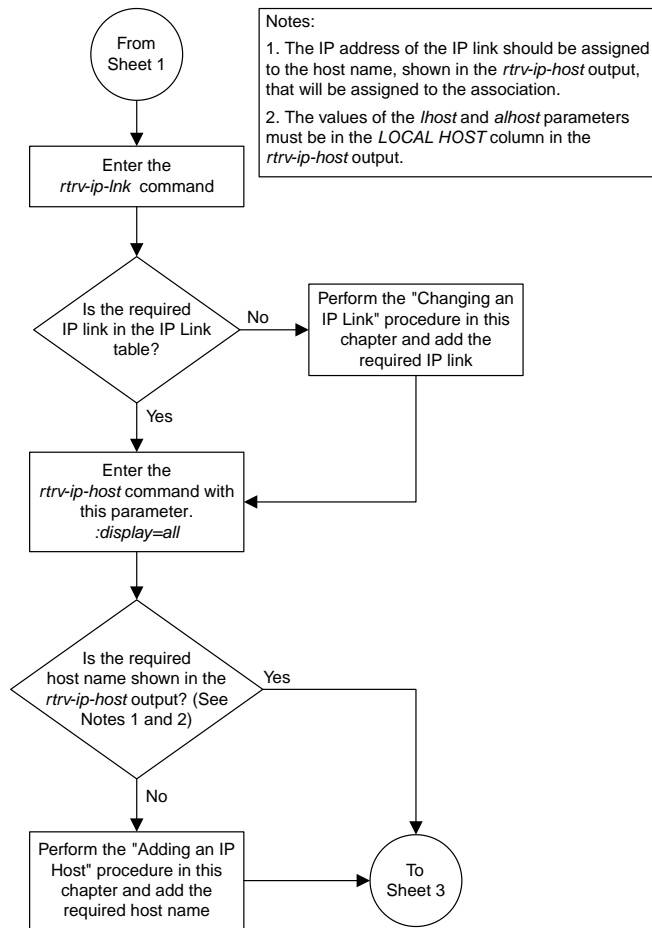 From
Sheet 1
Notes:
1. The IP address of the IP link should be assigned
to the host name, shown in the rtrv-ip-host output,
that will be assigned to the association.
2. The values of the lhost and alhost parameters
must be in the LOCAL HOST column in the
rtrv-ip-host output.
Enter the
rtrv-ip-lnk command
Is the required
IP link in the IP Link
table?
No
Perform the "Changing an
IP Link" procedure in this
chapter and add the
required IP link
Yes
Enter the
rtrv-ip-host command with
this parameter.
:display=all
Is the required
host name shown in the
rtrv-ip-host output? (See
Notes 1 and 2)
Yes
No
Perform the "Adding an IP
Host" procedure in this
chapter and add the
required host name
To
Sheet 3